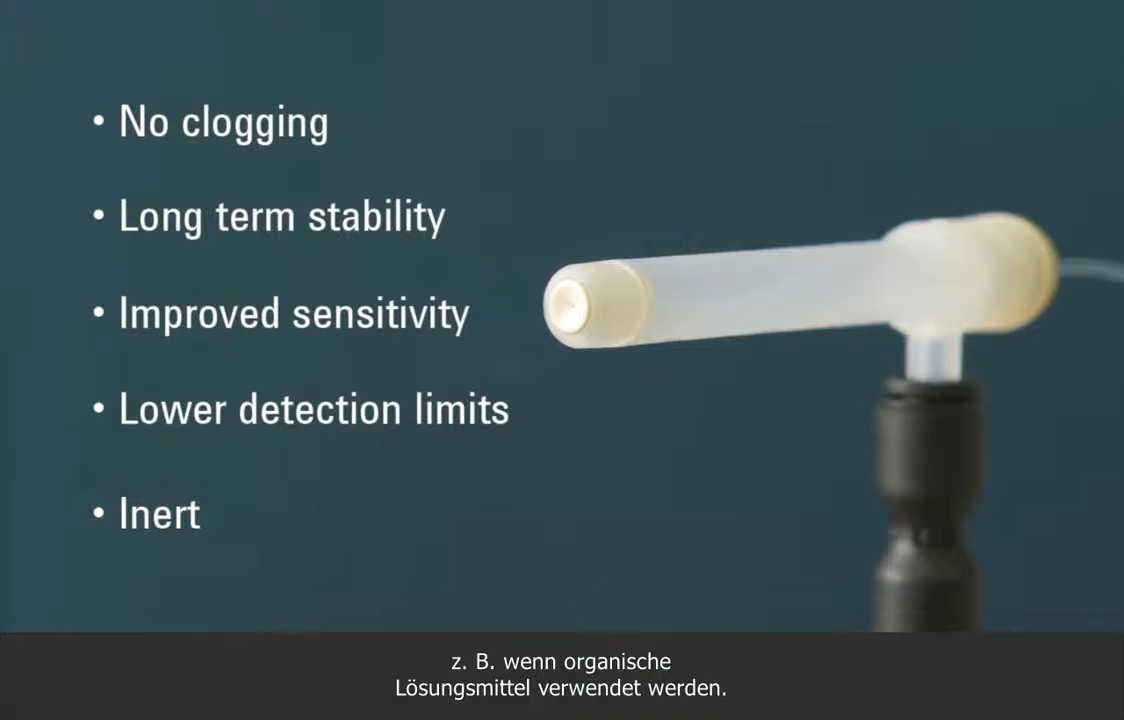 • No clogging
• Long term stability
• Improved sensitivity
• Lower detection limits
• Inert
z. B. wenn organische
Lösungsmittel verwendet werden.